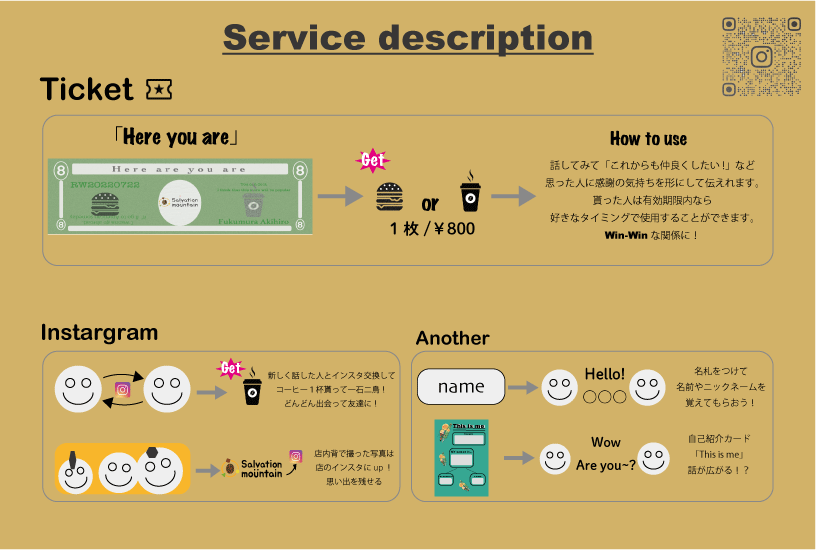 Service description
Ticket
「Here you are」
8
Here are you are
8
BW20220722
Salvation
mountain
Fukumura Akihiro
8
8
Get
or
1 枚 /￥800
How to use
話してみて「これからも仲良くしたい！」など
思った人に感謝の気持ちを形にして伝えれます。
貰った人は有効期限内なら
好きなタイミングで使用することができます。
Win-Win な関係に！
Instargram
Get
新しく話した人とインスタ交換して
コーヒー 1 杯貰って一石二鳥！
どんどん出会って友達に！
Salvation
mountain
店内背で撮った写真は
店のインスタに up ！
思い出を残せる
Another
name
Hello!
○○○
名札をつけて
名前やニックネームを
覚えてもらおう！
This is me
Wow
Are you~?
自己紹介カード
「This is me」
話が広がる！？